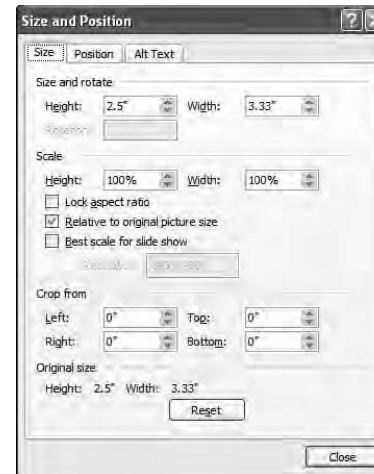 Size and Position
Size Position Alt Text
Size and rotate
Height: 2.5" Width: 3.33"
Rotation:
Scale
Height: 100% Width: 100%
Lock aspect ratio
Relative to original picture size
Best scale for slide show
Crop from
Left: 0" Top: 0"
Right: 0" Bottom: 0"
Original size
Height: 2.5" Width: 3.33"
Reset
Close